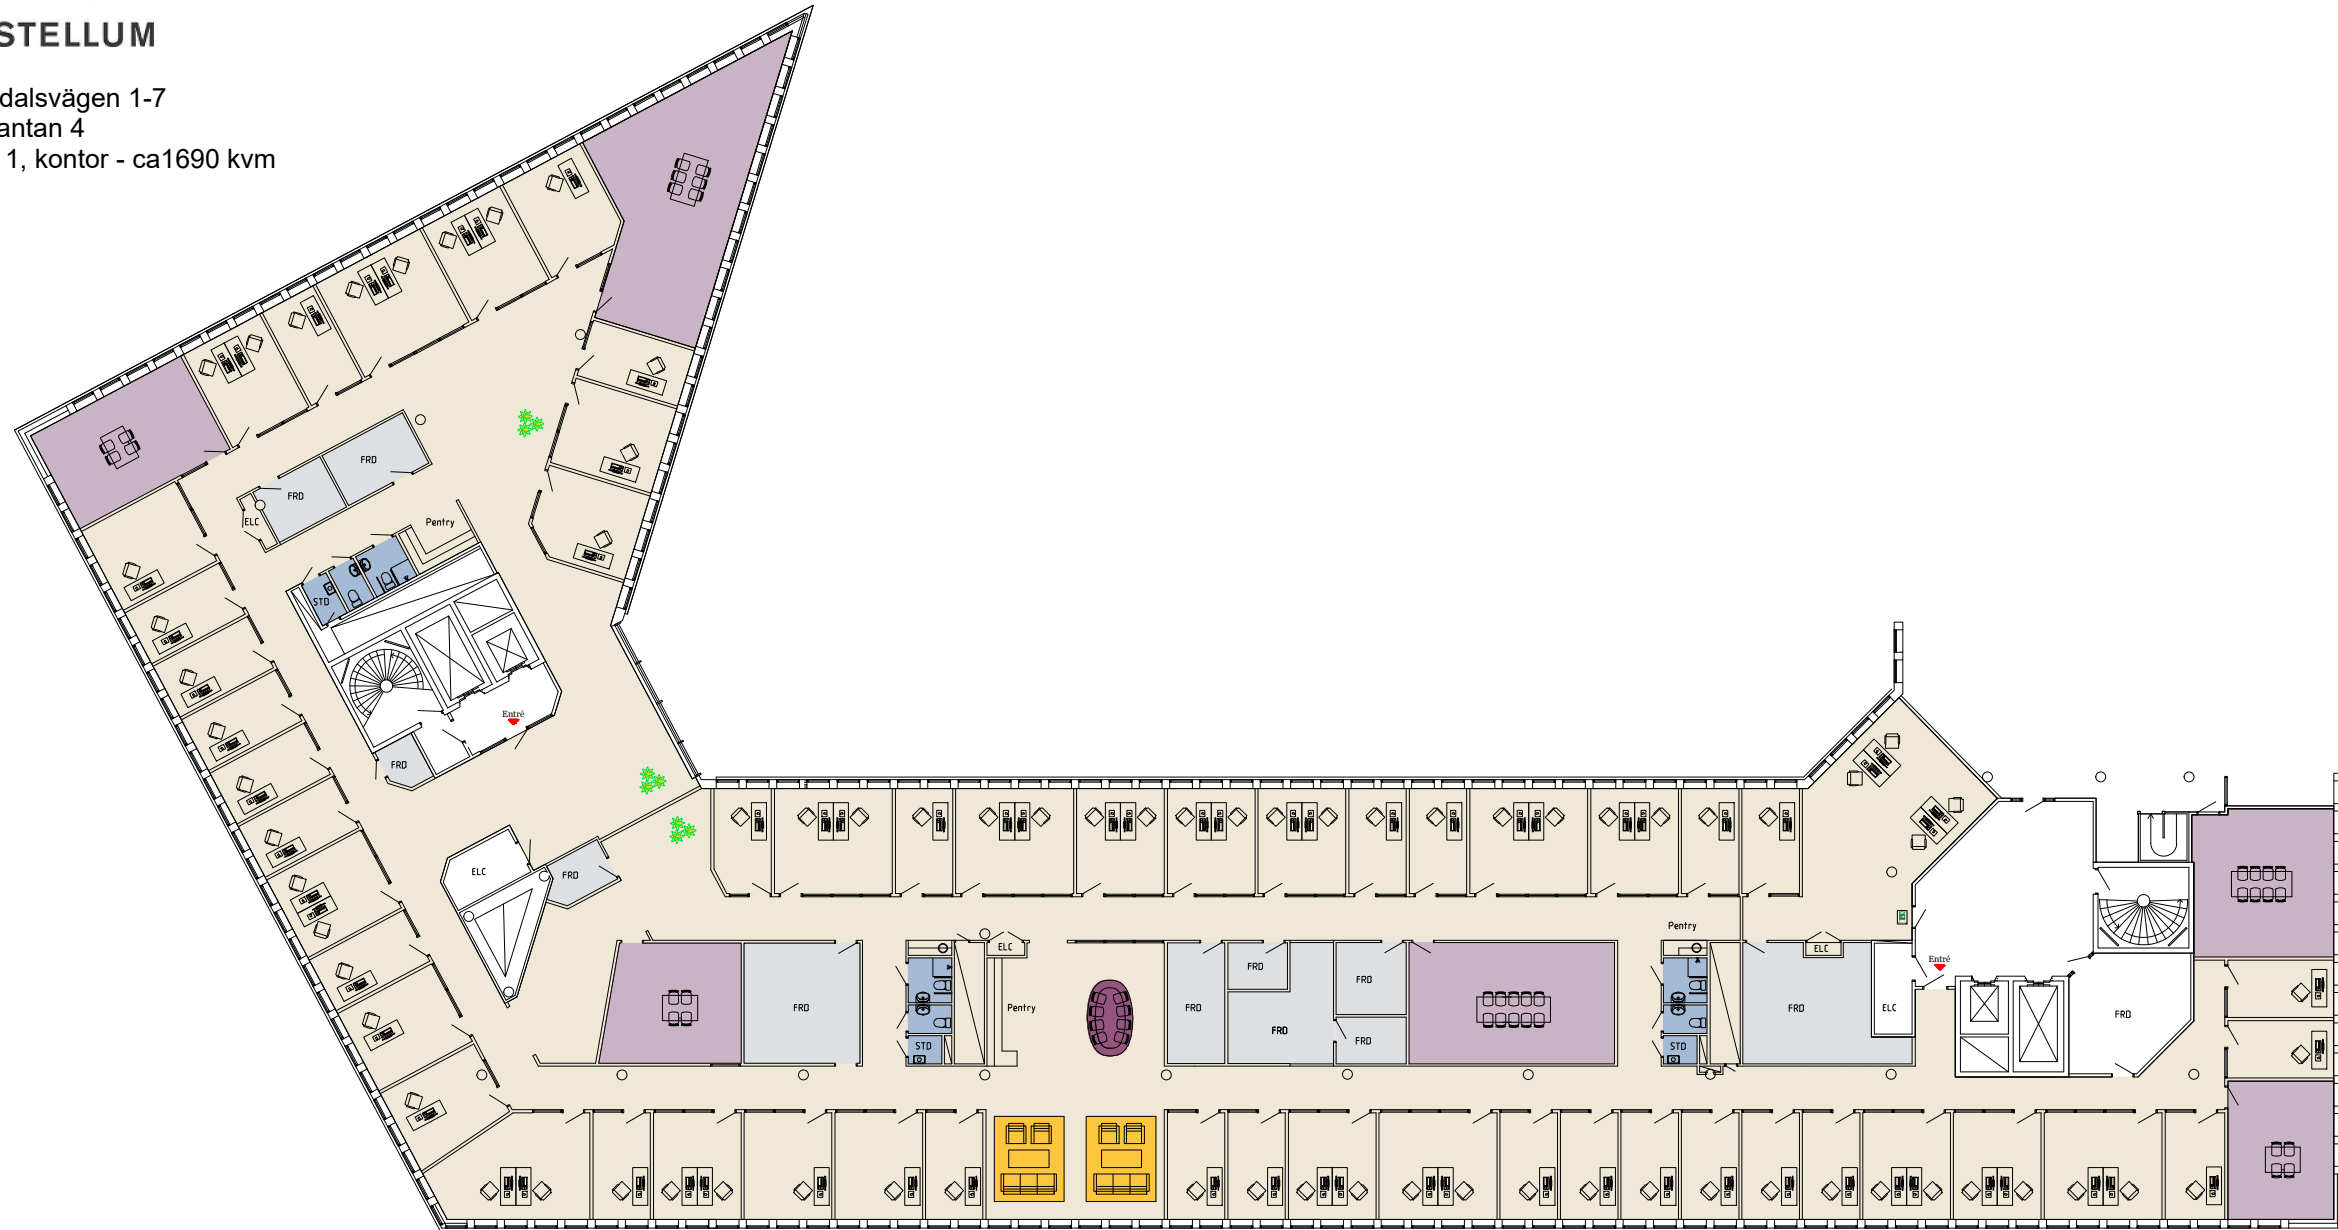 STELLUM
dalsvägen 1-7
antan 4
1, kontor - ca1690 kvm
FRD
FRD
ELC
Pentry
STD
Entré
FRD
ELC
FRD
Pentry
ELC
Entré
FRD
Pentry
STD
FRD
FRD
FRD
FRD
FRD
STD
FRD
ELC
ELC
FRD